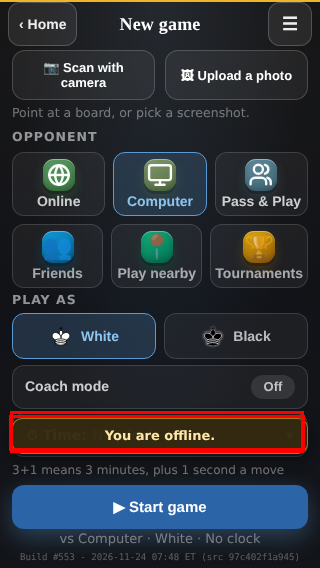 ‹ Home
New game
☰
📷 Scan with camera
🖼 Upload a photo
Point at a board, or pick a screenshot.
OPPONENT
Online
Computer
Pass & Play
Friends
Play nearby
Tournaments
PLAY AS
White
Black
Coach mode
Off
You are offline.
3+1 means 3 minutes, plus 1 second a move
▶ Start game
vs Computer · White · No clock
Build #553 - 2026-11-24 07:48 ET (src 97c402f1a945)